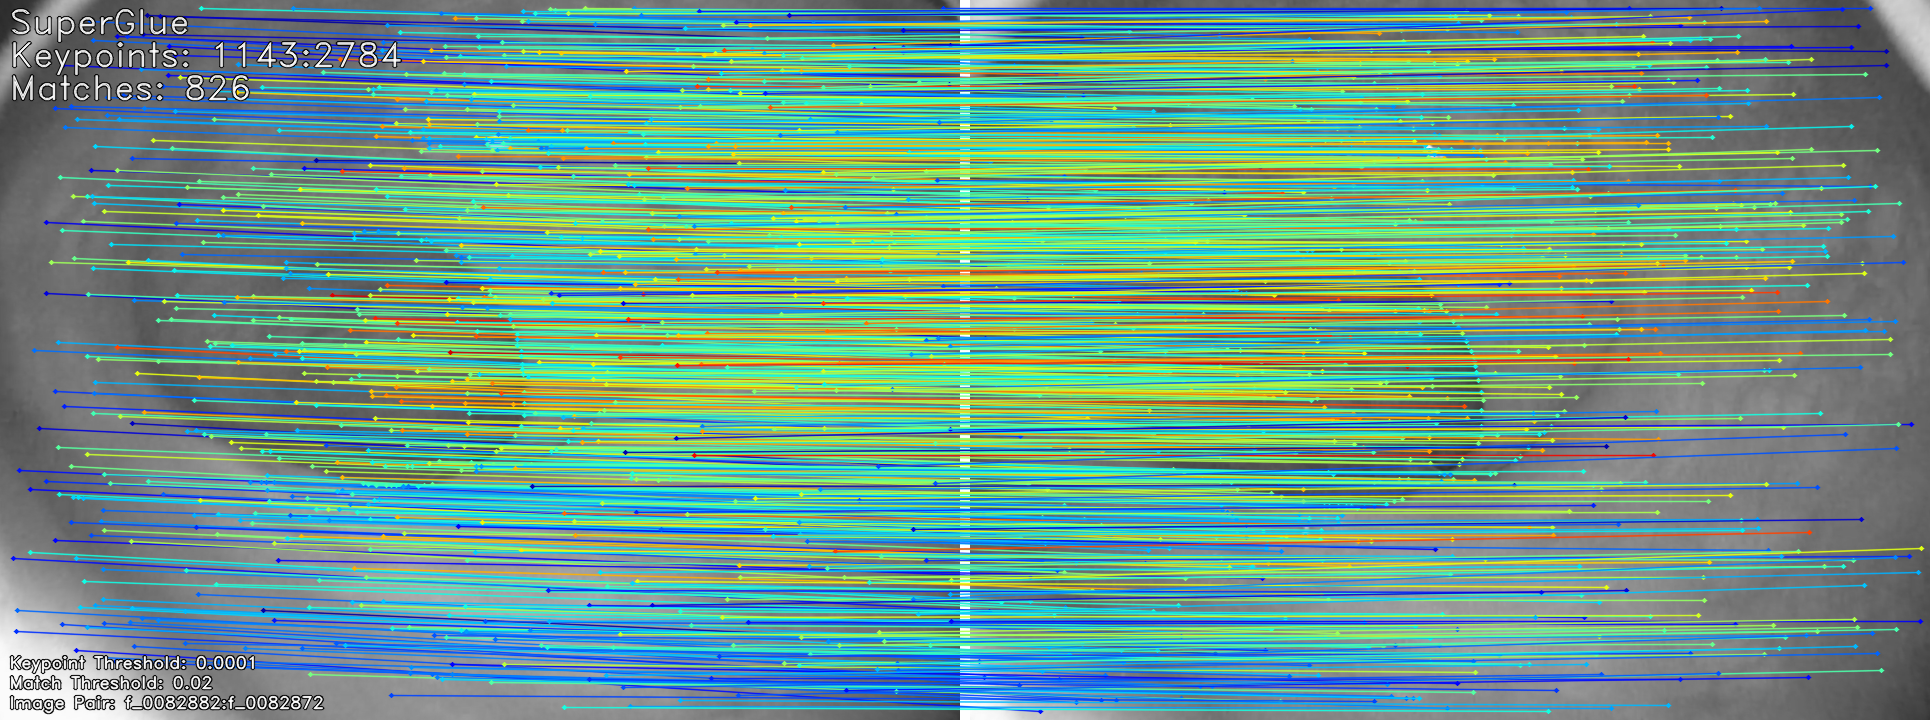 SuperGlue
Keypoints: 1143:2784
Matches: 826
Keypoint Threshold: 0.0001
Match Threshold: 0.02
Image Pair: f_0082882:f_0082872